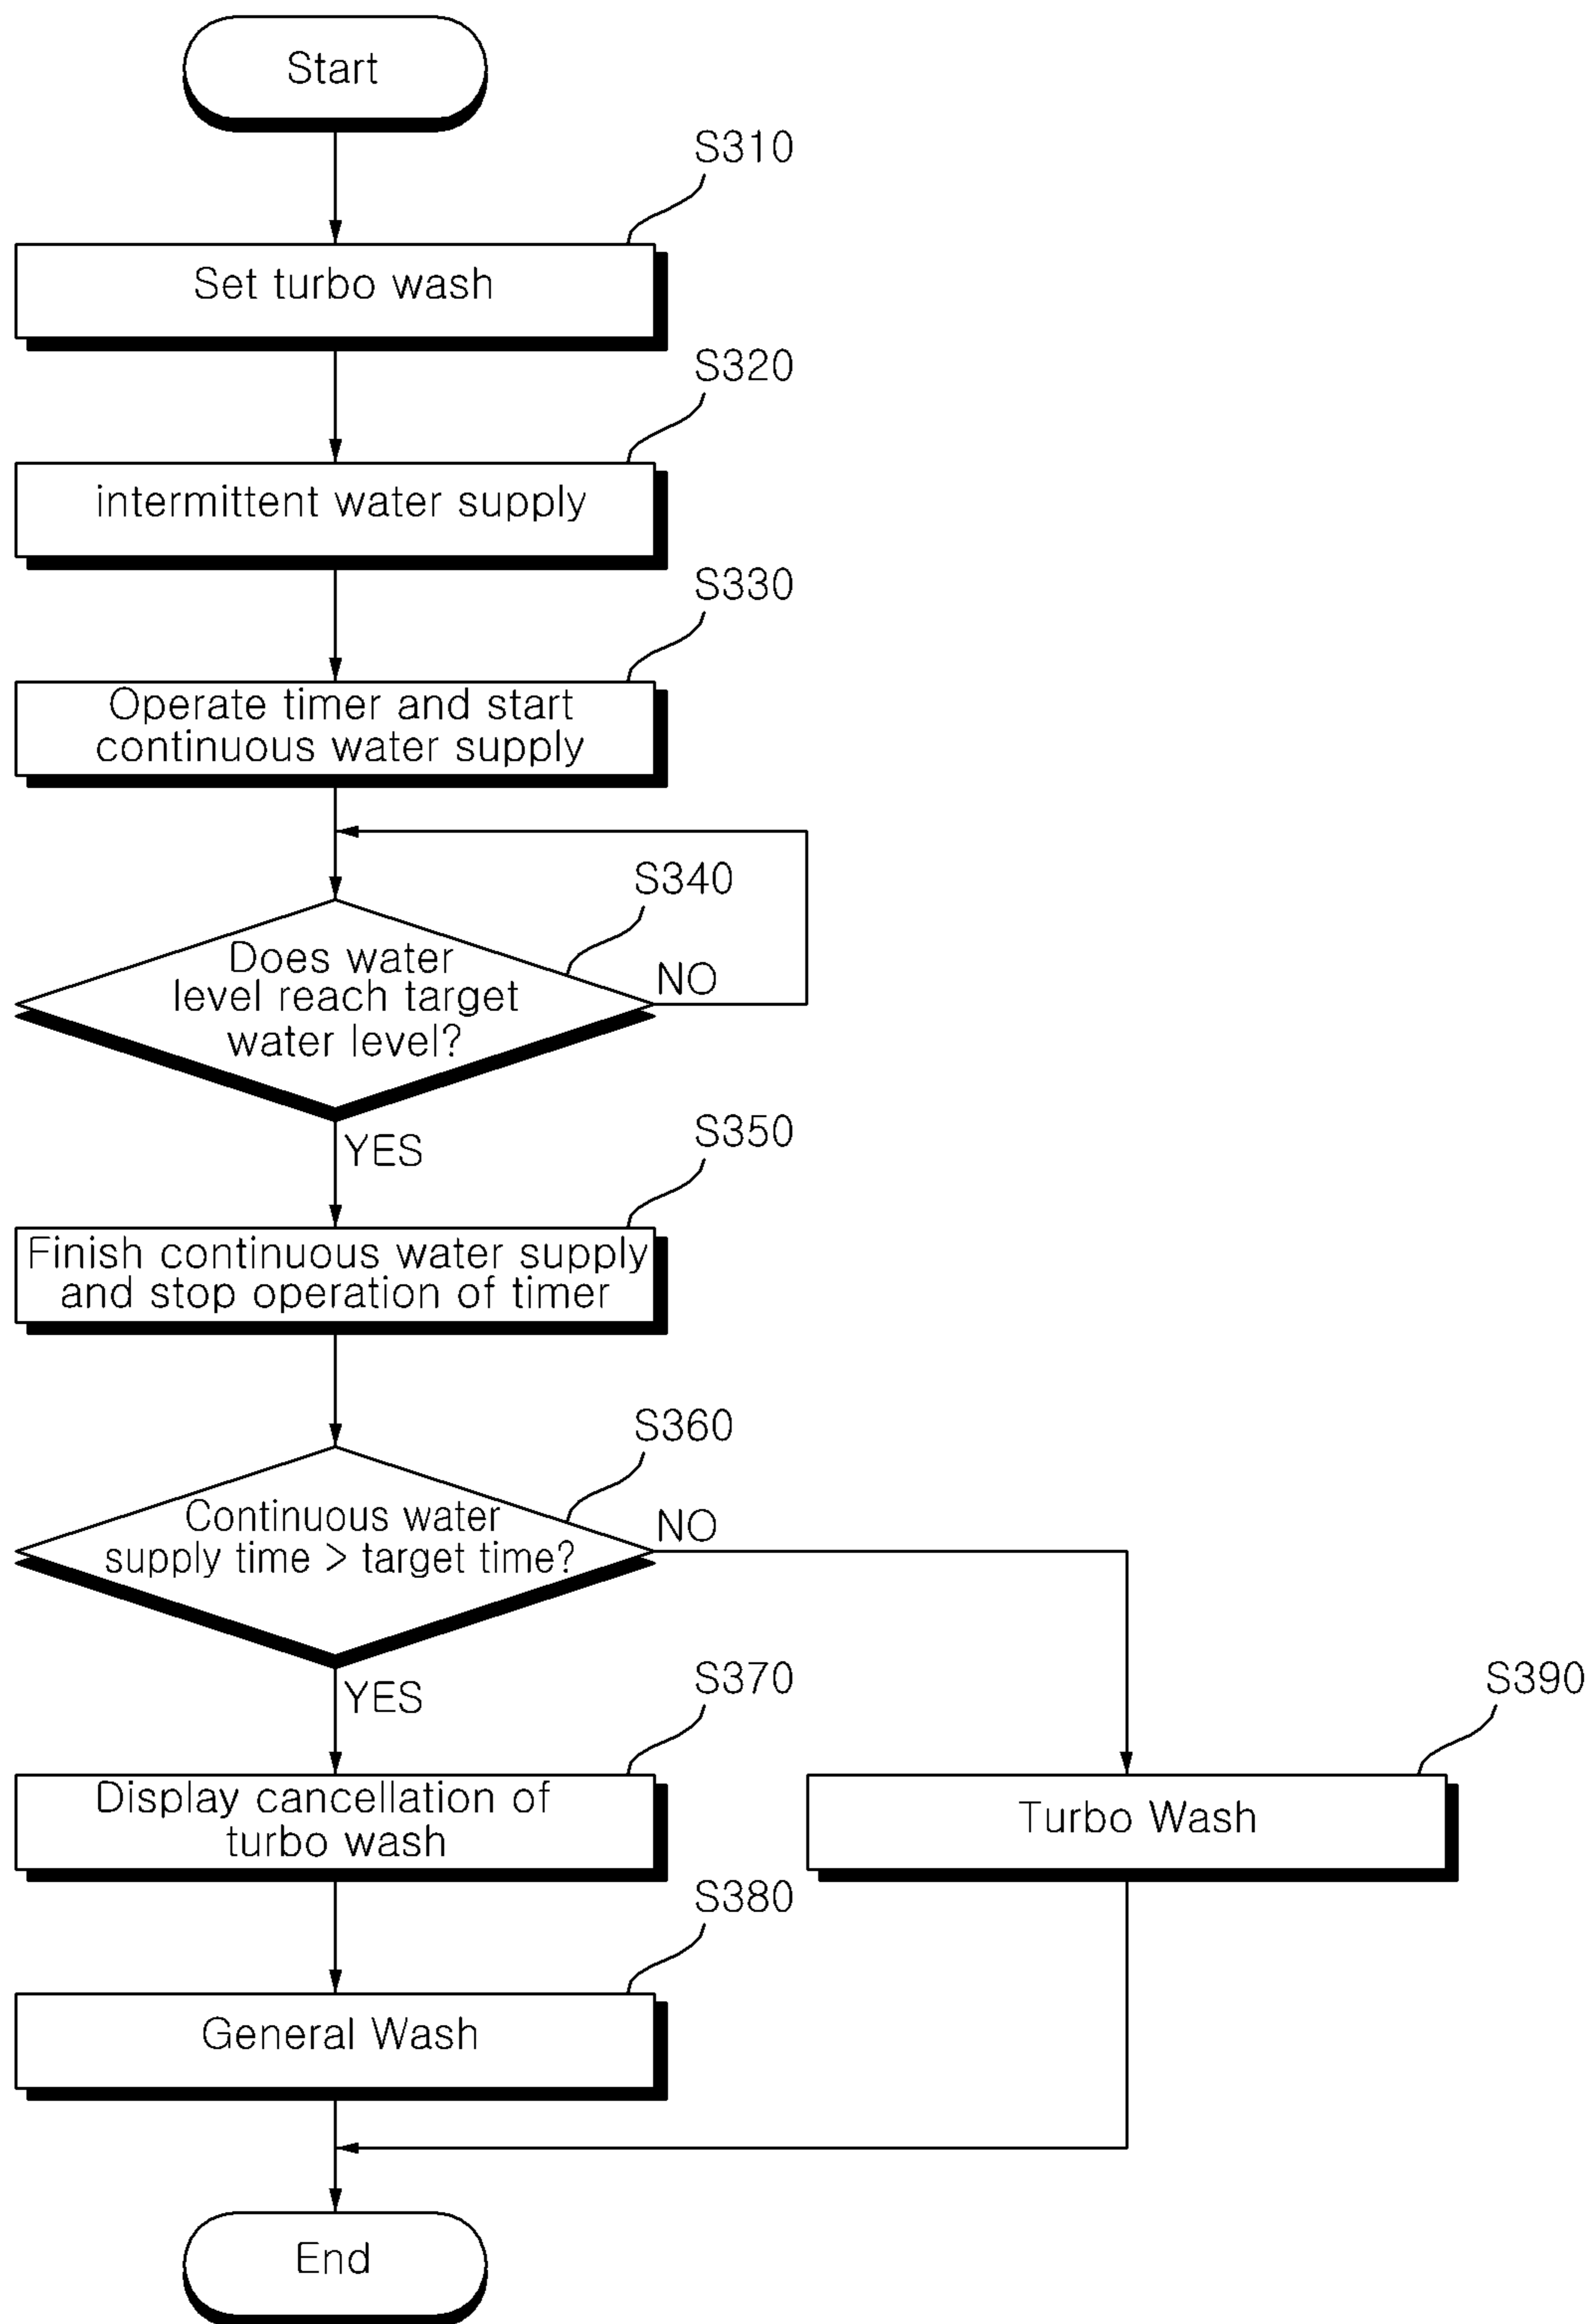 Start
S310
Set turbo wash
S320
intermittent water supply
S330
Operate timer and start
continuous water supply
S340
Does water
level reach target
water level?
NO
YES
S350
Finish continuous water supply
and stop operation of timer
S360
Continuous water
supply time > target time?
NO
YES
S370
Display cancellation of
turbo wash
S390
Turbo Wash
S380
General Wash
End